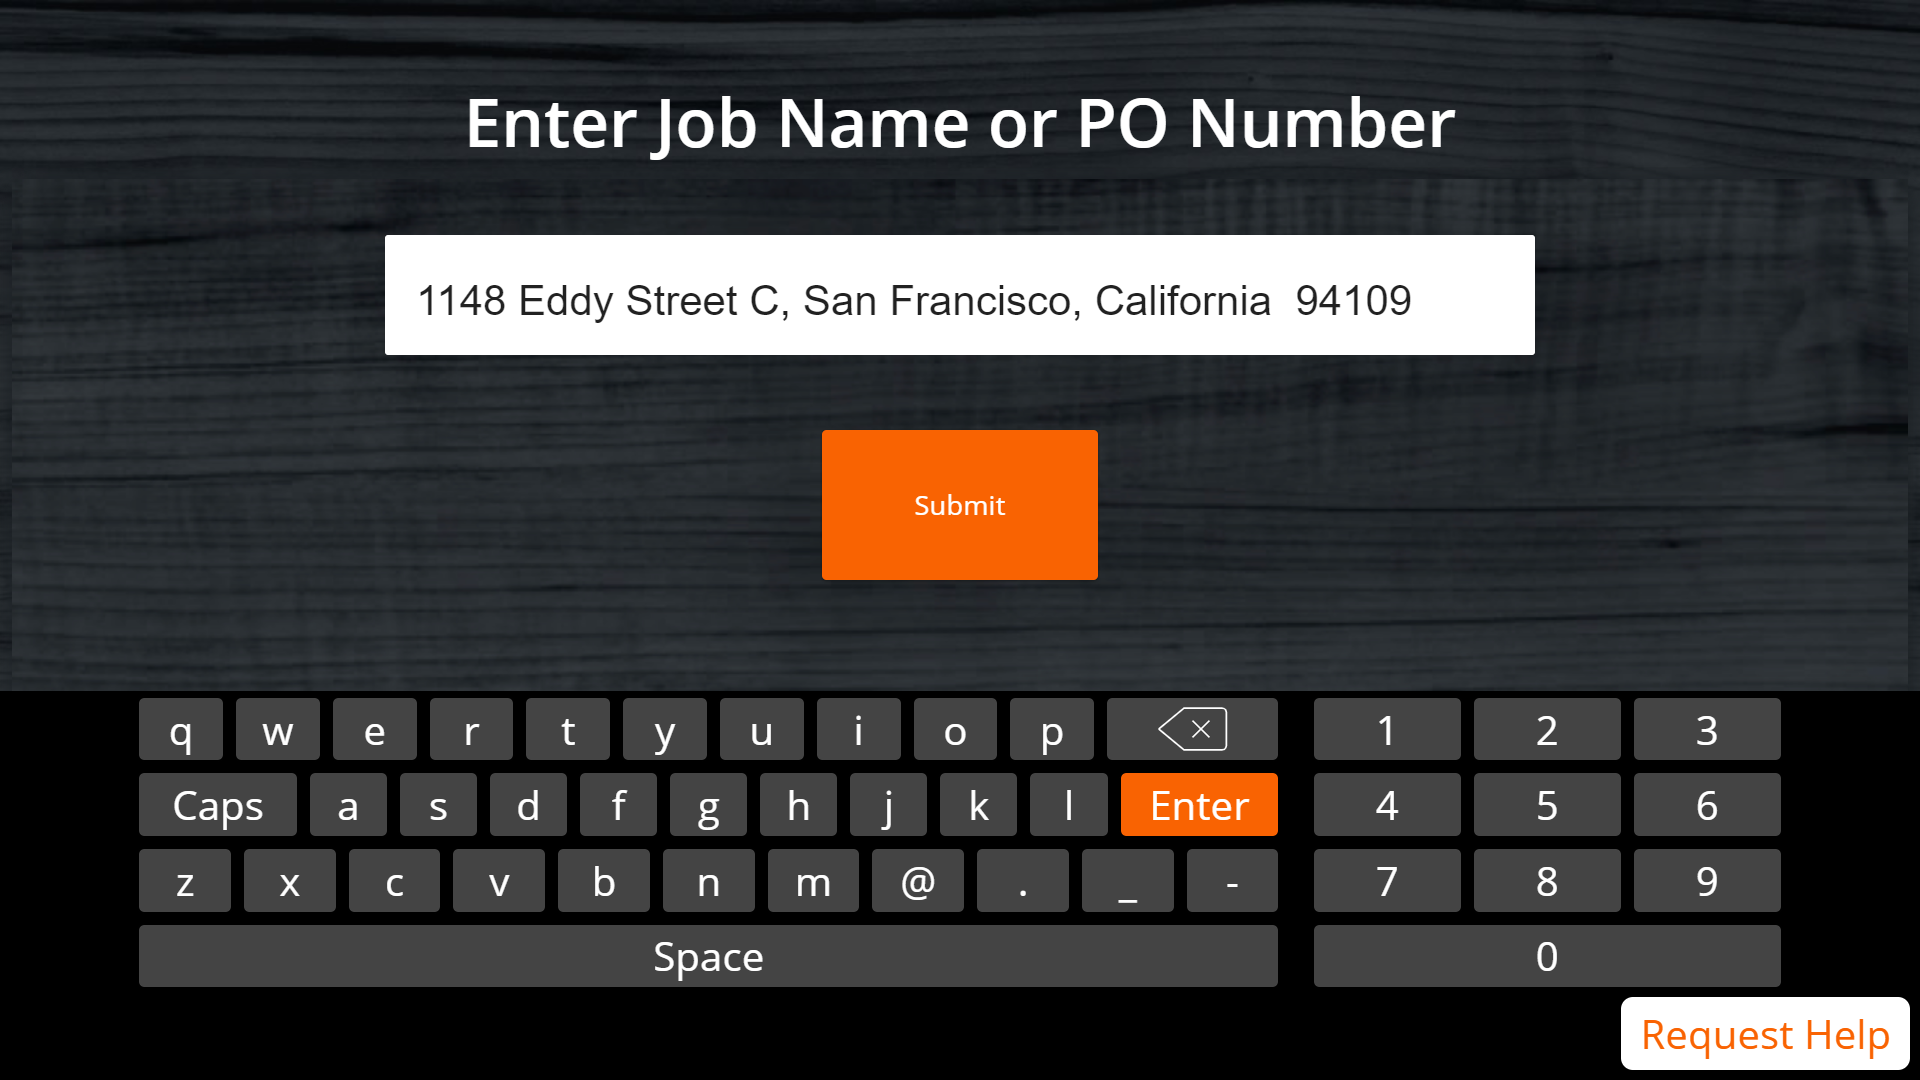 Enter Job Name or PO Number
1148 Eddy Street C, San Francisco, California  94109
Submit
q w e r t y u i o p 1 2 3
Caps a s d f g h j k l Enter 4 5 6
z x c v b n m @ . _ - 7 8 9
Space 0
Request Help